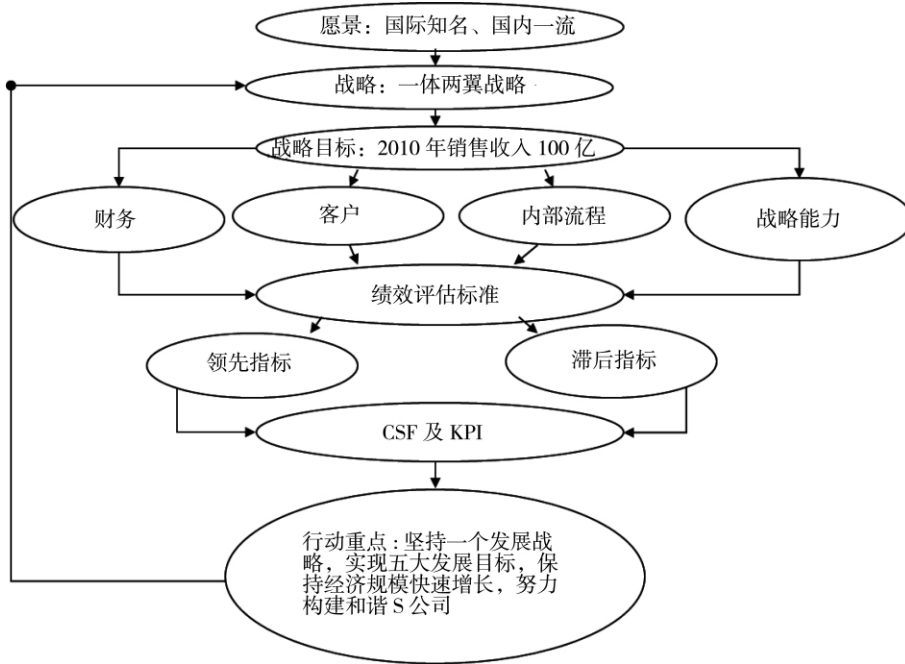 愿景：国际知名、国内一流
战略：一体两翼战略
战略目标：2010 年销售收入 100 亿
财务
客户
内部流程
战略能力
绩效评估标准
领先指标
滞后指标
CSF 及 KPI
行动重点：坚持一个发展战
略，实现五大发展目标，保
持经济规模快速增长，努力
构建和谐 S 公司